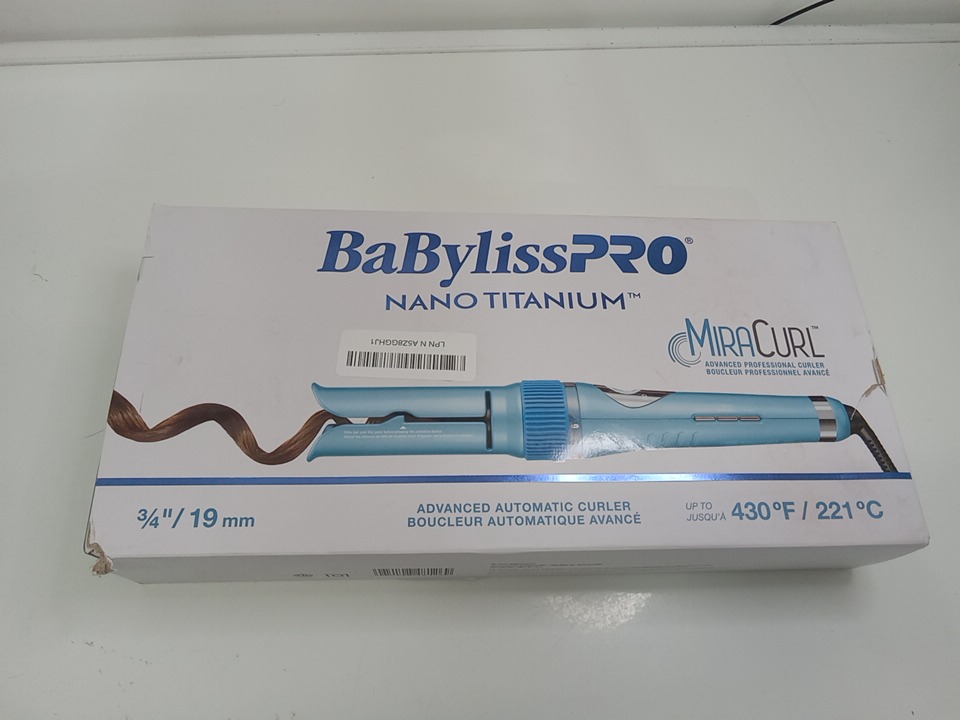 BaBylissPRO®
NANO TITANIUM™
MIRACURL™
ADVANCED PROFESSIONAL CURLER
BOUCLEUR PROFESSIONNEL AVANCÉ
LPN N A5Z8GGHJ1
3/4"/ 19 mm
ADVANCED AUTOMATIC CURLER
BOUCLEUR AUTOMATIQUE AVANCÉ
UP TO
JUSQU'À
430°F / 221°C